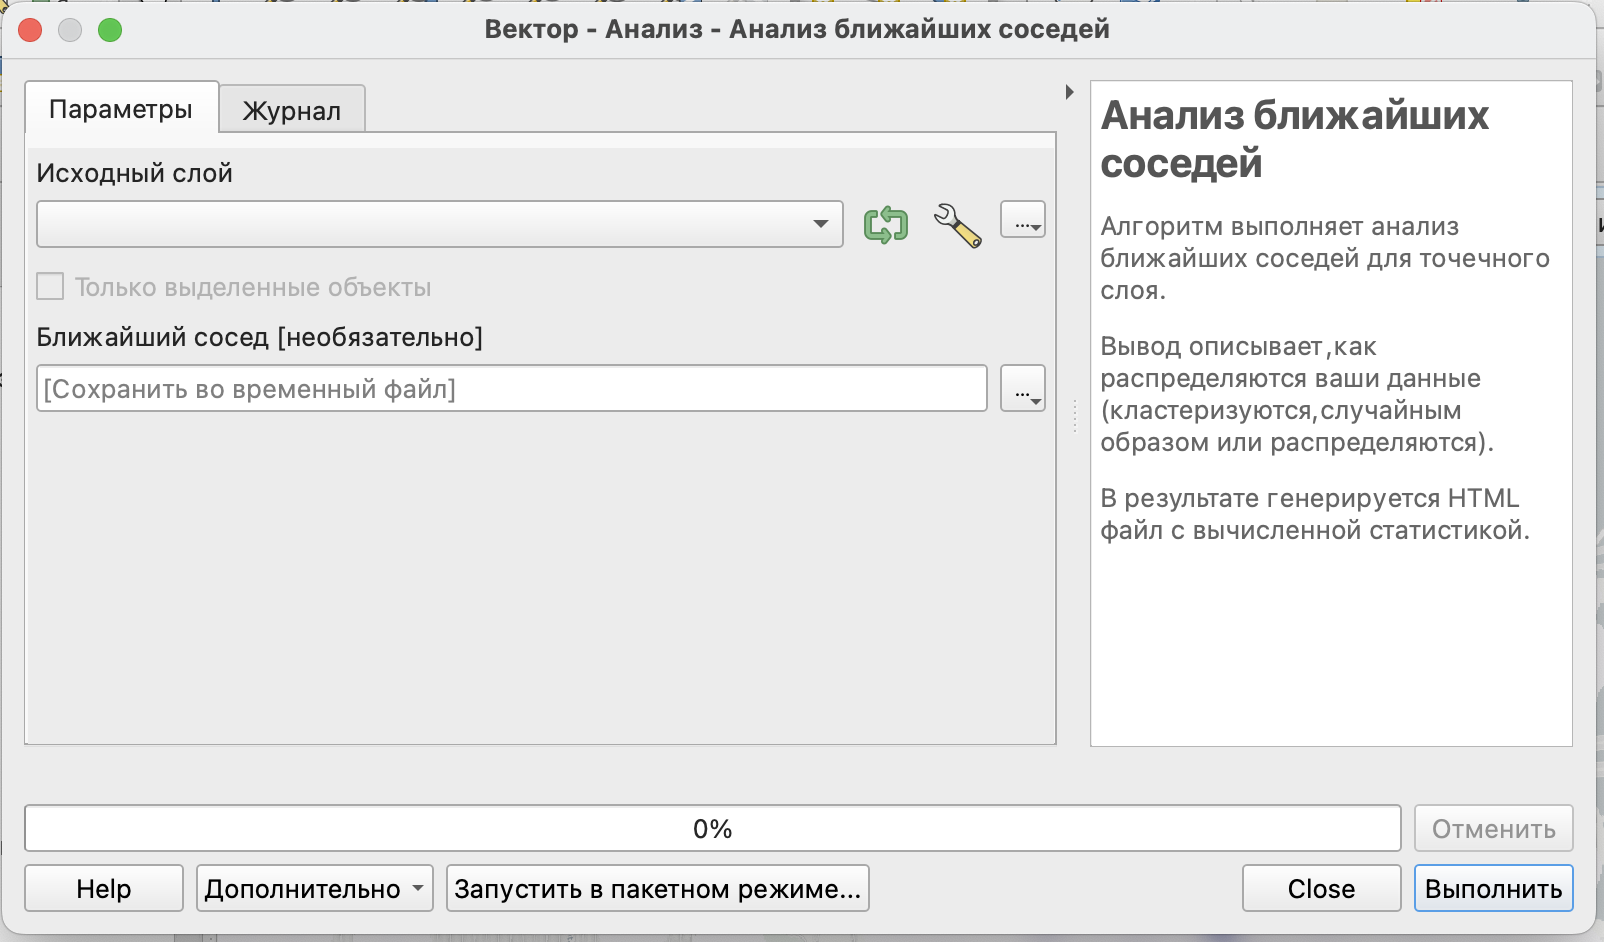 Вектор - Анализ - Анализ ближайших соседей
Параметры
Журнал
Исходный слой
...
Только выделенные объекты
Ближайший сосед [необязательно]
[Сохранить во временный файл]
...
Анализ ближайших
соседей
Алгоритм выполняет анализ
ближайших соседей для точечного
слоя.
Вывод описывает,как
распределяются ваши данные
(кластеризуются,случайным
образом или распределяются).
В результате генерируется HTML
файл с вычисленной статистикой.
0%
Отменить
Help
Дополнительно
Запустить в пакетном режиме...
Close
Выполнить